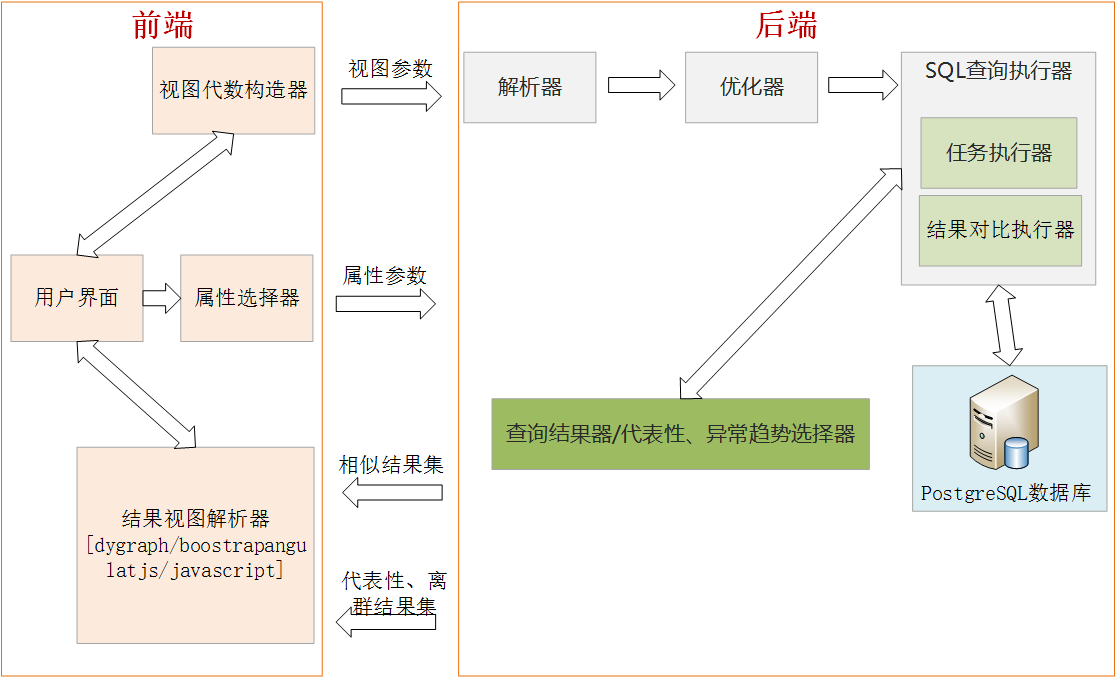 前端
后端
视图代数构造器
视图参数
解析器
优化器
SQL查询执行器
任务执行器
结果对比执行器
用户界面
属性选择器
属性参数
查询结果器/代表性、异常趋势选择器
PostgreSQL数据库
相似结果集
结果视图解析器
[dygraph/boostrapangu
latjs/javascript]
代表性、离
群结果集